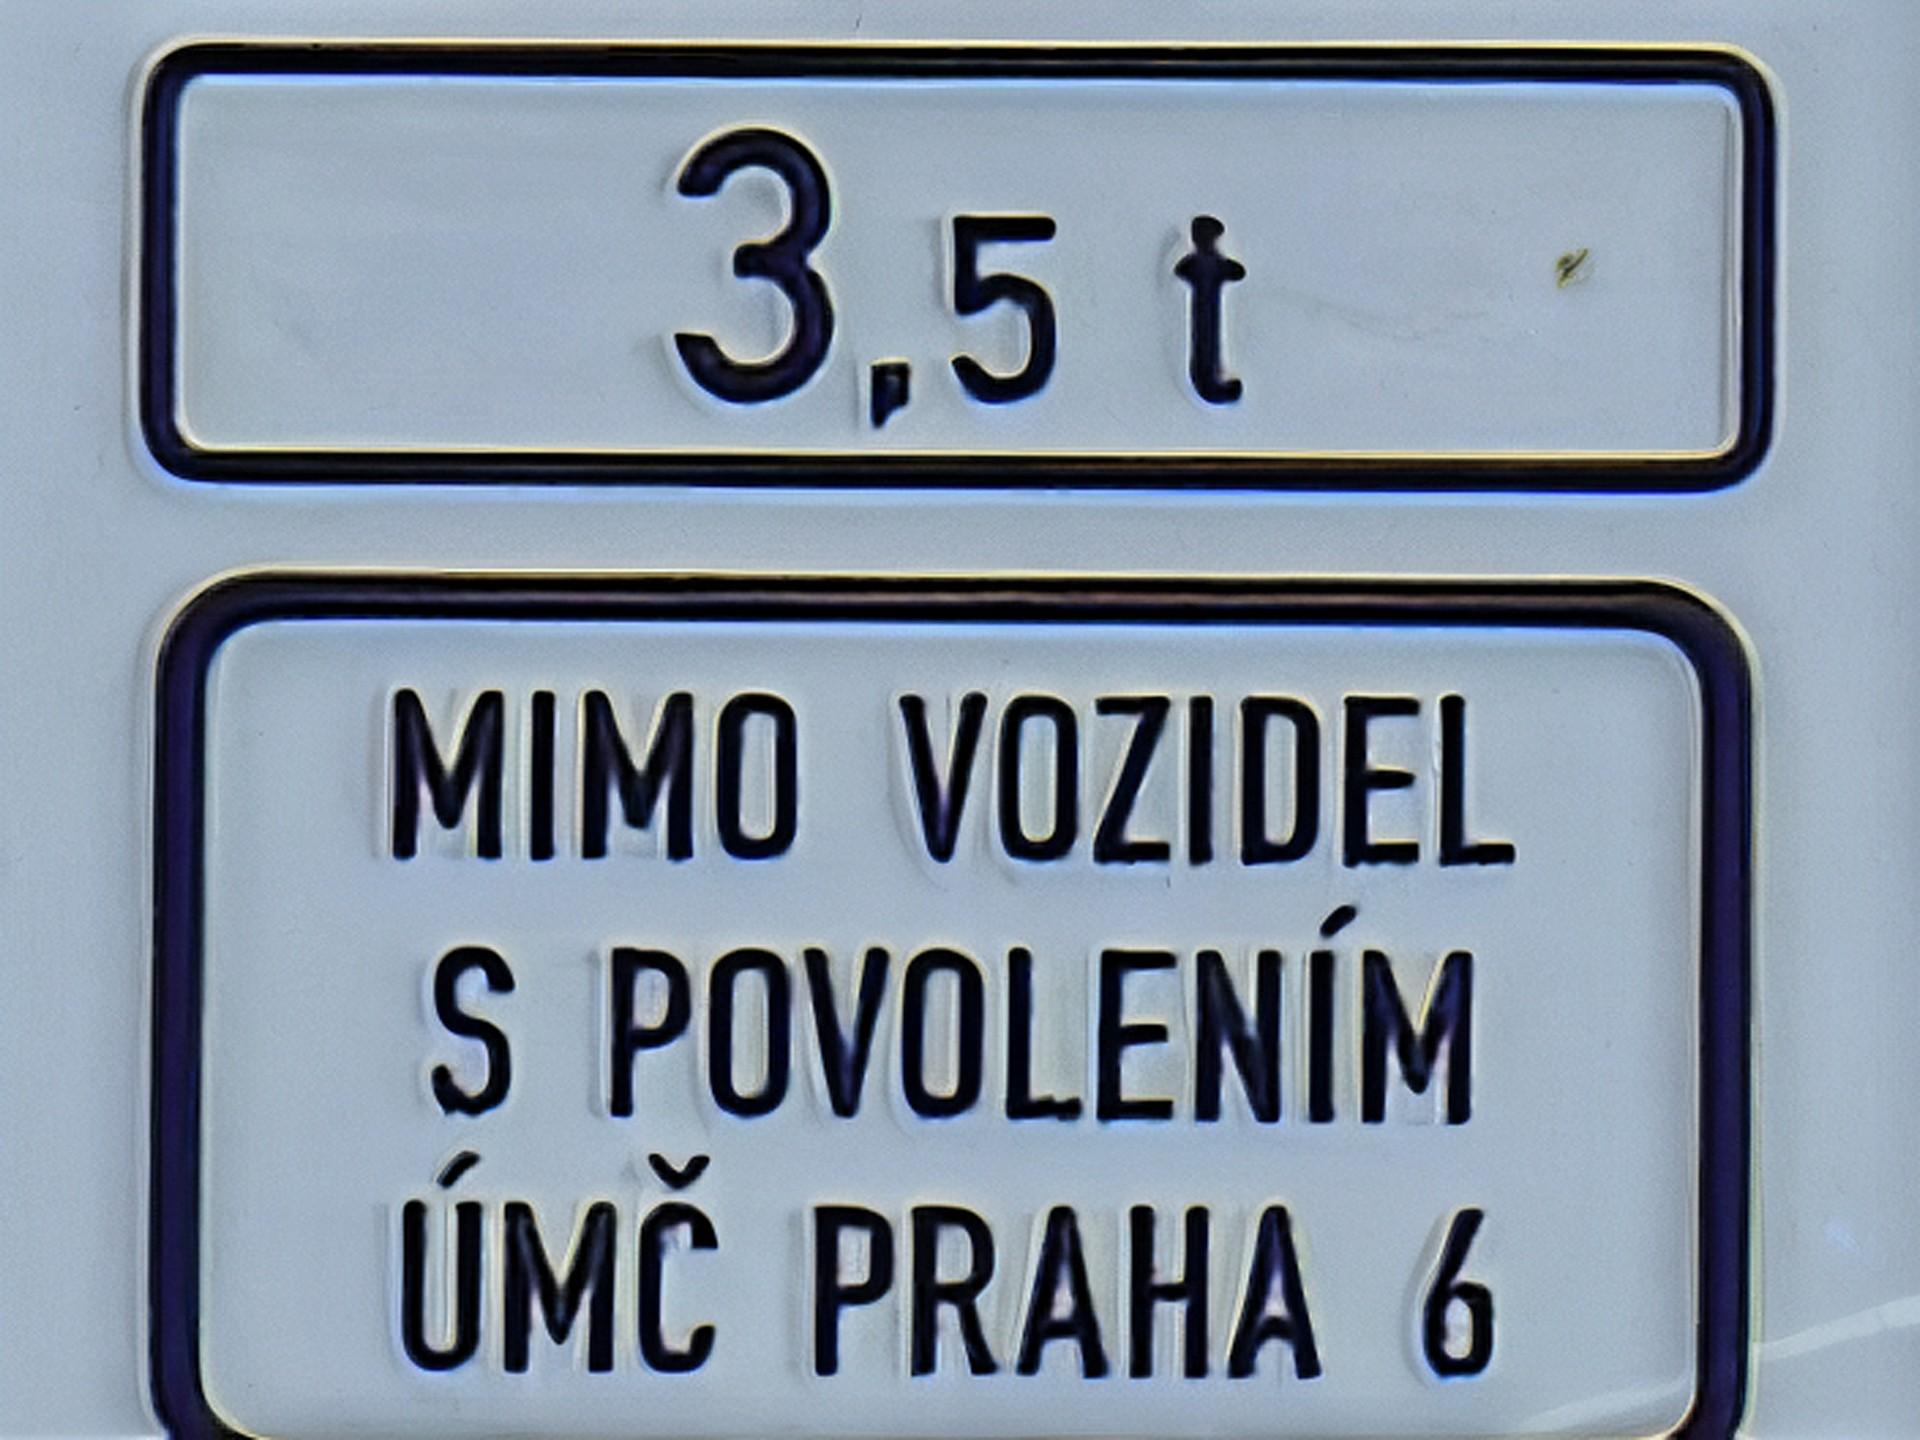 3,5 t
MIMO VOZIDEL
S POVOLENÍM
ÚMČ PRAHA 6